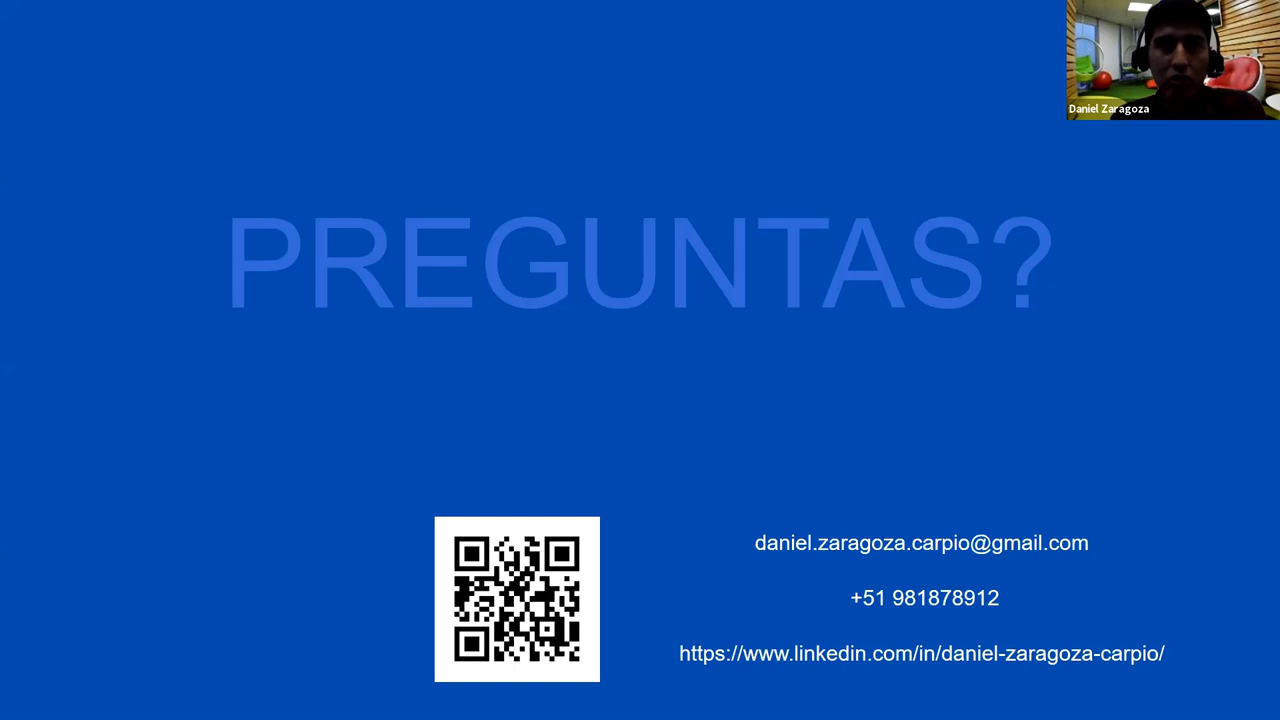 Daniel Zaragoza
PREGUNTAS?
daniel.zaragoza.carpio@gmail.com
+51 981878912
https://www.linkedin.com/in/daniel-zaragoza-carpio/